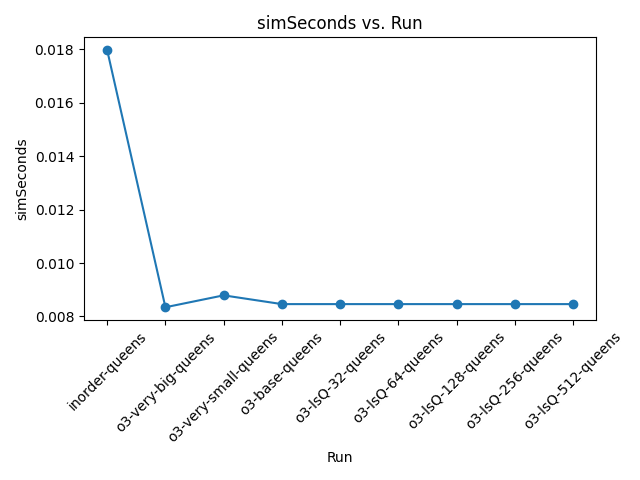 simSeconds vs. Run
simSeconds
0.018
0.016
0.014
0.012
0.010
0.008
inorder-queens
o3-very-big-queens
o3-very-small-queens
o3-base-queens
o3-lsQ-32-queens
o3-lsQ-64-queens
o3-lsQ-128-queens
o3-lsQ-256-queens
o3-lsQ-512-queens
Run